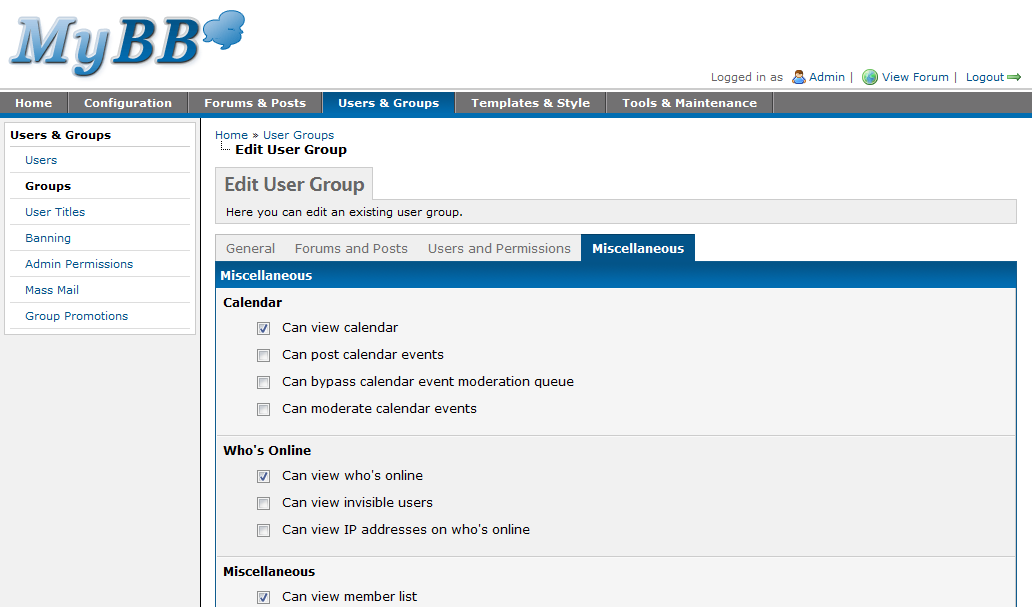 MyBB
Logged in as Admin | View Forum | Logout
Home Configuration Forums & Posts Users & Groups Templates & Style Tools & Maintenance
Users & Groups
Users
Groups
User Titles
Banning
Admin Permissions
Mass Mail
Group Promotions
Home » User Groups
Edit User Group
Edit User Group
Here you can edit an existing user group.
General Forums and Posts Users and Permissions Miscellaneous
Miscellaneous
Calendar
Can view calendar
Can post calendar events
Can bypass calendar event moderation queue
Can moderate calendar events
Who's Online
Can view who's online
Can view invisible users
Can view IP addresses on who's online
Miscellaneous
Can view member list